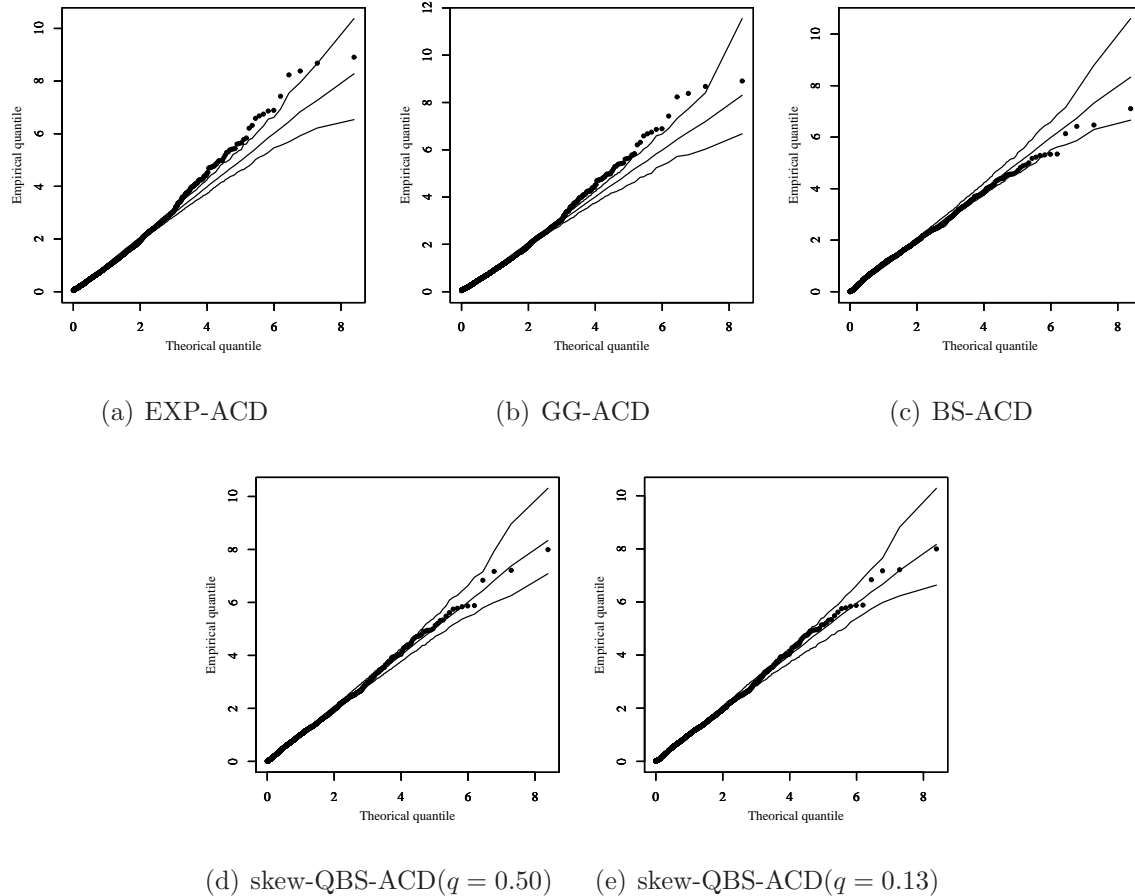 10
8
6
4
2
0
Empirical quantile
0 2 4 6 8
Theorical quantile
(a) EXP-ACD
12
10
8
6
4
2
0
Empirical quantile
0 2 4 6 8
Theorical quantile
(b) GG-ACD
10
8
6
4
2
0
Empirical quantile
0 2 4 6 8
Theorical quantile
(c) BS-ACD
10
8
6
4
2
0
Empirical quantile
0 2 4 6 8
Theorical quantile
(d) skew-QBS-ACD(q = 0.50)
10
8
6
4
2
0
Empirical quantile
0 2 4 6 8
Theorical quantile
(e) skew-QBS-ACD(q = 0.13)